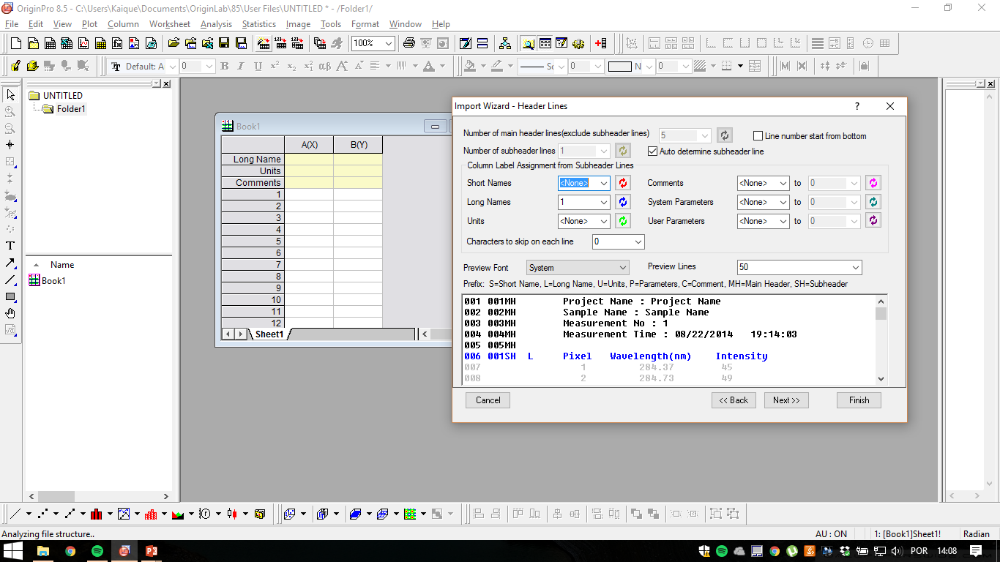 OriginPro 8.5 - C:\Users\Kaique\Documents\OriginLab\85\User Files\UNTITLED * - /Folder1/
File Edit View Plot Column Worksheet Analysis Statistics Image Tools Format Window Help
100%
Default: A 0 B I U x² x₂ αβ A A A 0 N 0
UNTITLED
Folder1
Name
Book1
Book1
A(X) B(Y)
Long Name
Units
Comments
1
2
3
4
5
6
7
8
9
10
11
12
Sheet1
Import Wizard - Header Lines
Number of main header lines(exclude subheader lines) 5 Line number start from bottom
Number of subheader lines 1 Auto determine subheader line
Column Label Assignment from Subheader Lines
Short Names <None> Comments <None> to 0
Long Names 1 System Parameters <None> to 0
Units <None> User Parameters <None> to 0
Characters to skip on each line 0
Preview Font System Preview Lines 50
Prefix: S=Short Name, L=Long Name, U=Units, P=Parameters, C=Comment, MH=Main Header, SH=Subheader
001 001MH Project Name : Project Name
002 002MH Sample Name : Sample Name
003 003MH Measurement No : 1
004 004MH Measurement Time : 08/22/2014 19:14:03
005 005MH
006 001SH L Pixel Wavelength(nm) Intensity
007 1 284.37 45
008 2 284.73 49
Cancel << Back Next >> Finish
Analyzing file structure.. AU : ON 1: [Book1]Sheet1! Radian
POR 14:08